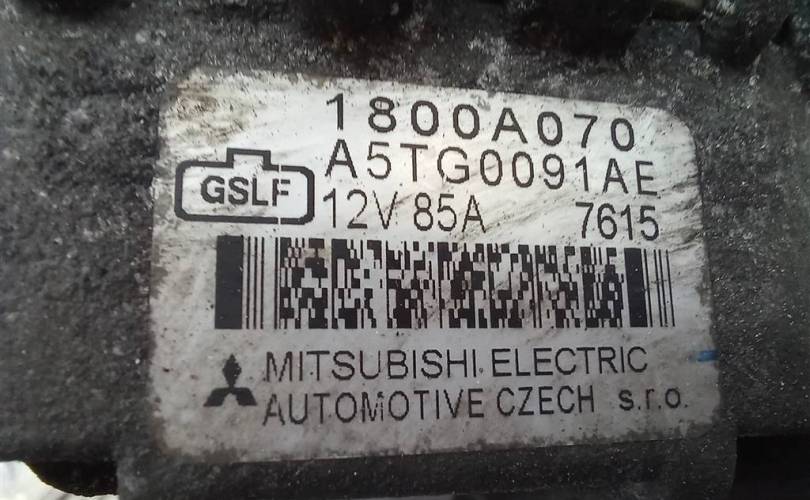 1800A070
A5TG0091AE
GSLF
12V 85A 7615
MITSUBISHI ELECTRIC
AUTOMOTIVE CZECH s.r.o.